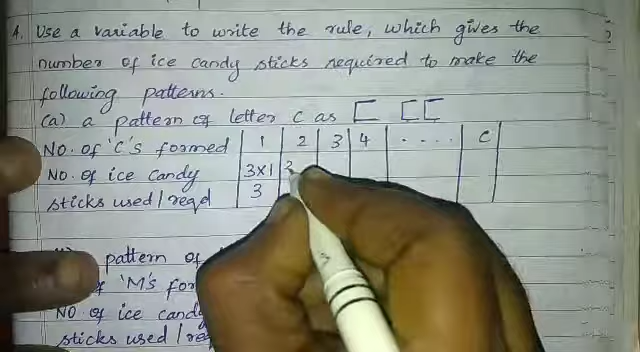 4. Use a variable to write the rule, which gives the
number of ice candy sticks required to make the
following patterns.
(a) a pattern of letter C as
No. of 'C's formed 1 2 3 4 .... C
No. of ice candy 3×1
sticks used / reqd 3
pattern of
'M's for
No. of ice cand
sticks used / re